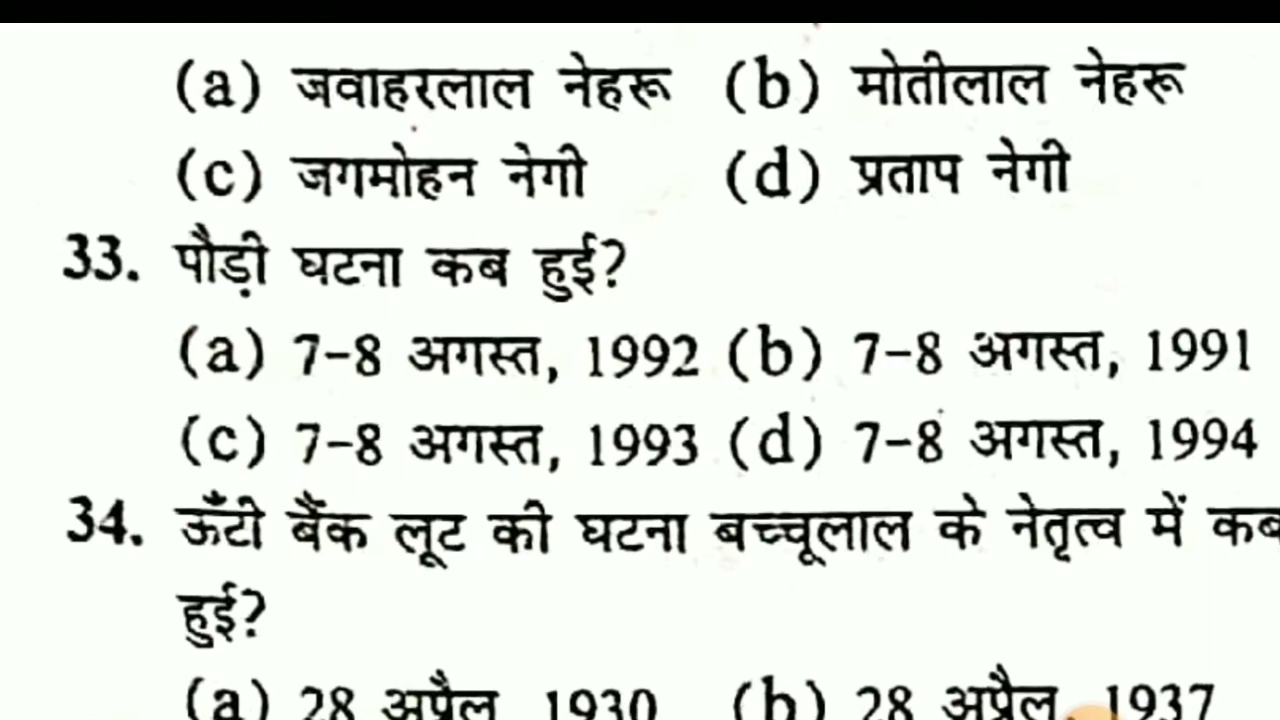 (a) जवाहरलाल नेहरू (b) मोतीलाल नेहरू
(c) जगमोहन नेगी (d) प्रताप नेगी
33. पौड़ी घटना कब हुई?
(a) 7-8 अगस्त, 1992 (b) 7-8 अगस्त, 1991
(c) 7-8 अगस्त, 1993 (d) 7-8 अगस्त, 1994
34. ऊँटी बैंक लूट की घटना बच्चूलाल के नेतृत्व में कब
हुई?
(a) 28 अप्रैल, 1930 (b) 28 अप्रैल, 1937